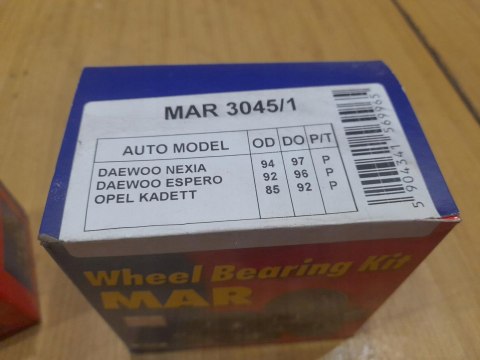 MAR 3045/1
AUTO MODEL OD DO P/T
DAEWOO NEXIA 94 97 P
DAEWOO ESPERO 92 96 P
OPEL KADETT 85 92 P
5 904341 569965
Wheel Bearing Kit
MAR